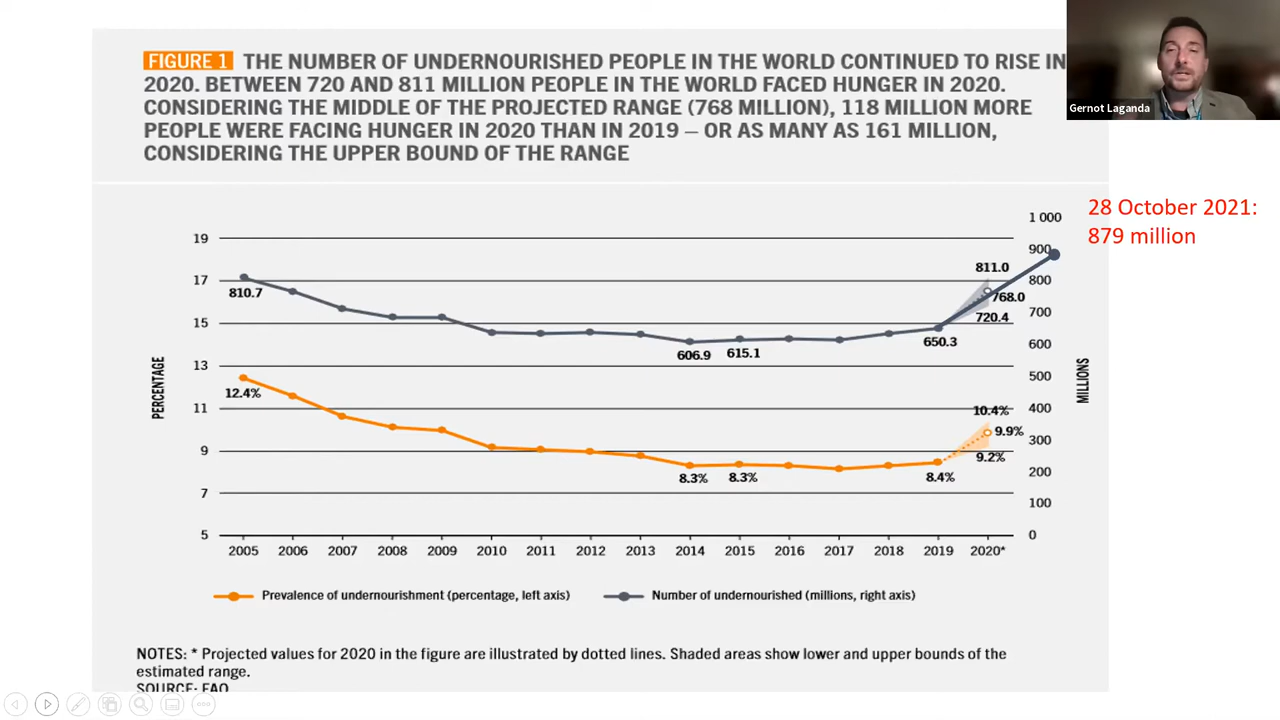 FIGURE 1 THE NUMBER OF UNDERNOURISHED PEOPLE IN THE WORLD CONTINUED TO RISE IN
2020. BETWEEN 720 AND 811 MILLION PEOPLE IN THE WORLD FACED HUNGER IN 2020.
CONSIDERING THE MIDDLE OF THE PROJECTED RANGE (768 MILLION), 118 MILLION MORE
PEOPLE WERE FACING HUNGER IN 2020 THAN IN 2019 – OR AS MANY AS 161 MILLION,
CONSIDERING THE UPPER BOUND OF THE RANGE
Gernot Laganda
28 October 2021:
879 million
PERCENTAGE
19
17
15
13
11
9
7
5
810.7
606.9
615.1
650.3
811.0
768.0
720.4
12.4%
8.3%
8.3%
8.4%
10.4%
9.9%
9.2%
1 000
900
800
700
600
500
400
300
200
100
0
MILLIONS
2005 2006 2007 2008 2009 2010 2011 2012 2013 2014 2015 2016 2017 2018 2019 2020*
Prevalence of undernourishment (percentage, left axis) Number of undernourished (millions, right axis)
NOTES: * Projected values for 2020 in the figure are illustrated by dotted lines. Shaded areas show lower and upper bounds of the
estimated range.
SOURCE: FAO